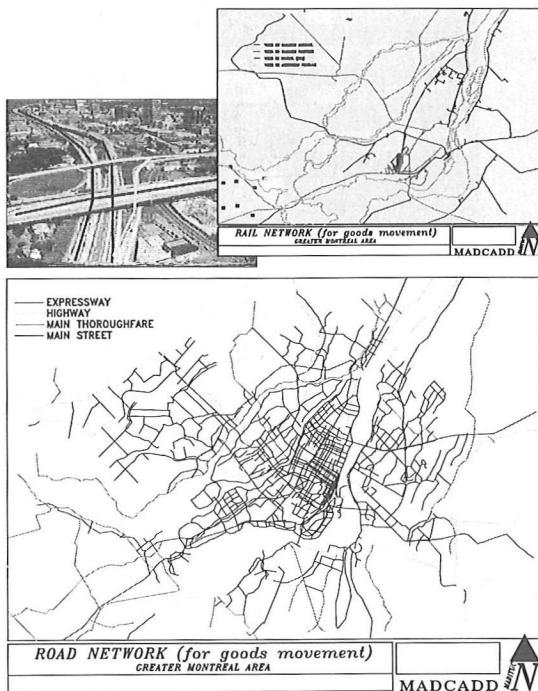 RAIL NETWORK (for goods movement)
GREATER MONTREAL AREA
MADCADD
N
EXPRESSWAY
HIGHWAY
MAIN THOROUGHFARE
MAIN STREET
ROAD NETWORK (for goods movement)
GREATER MONTREAL AREA
MADCADD
N